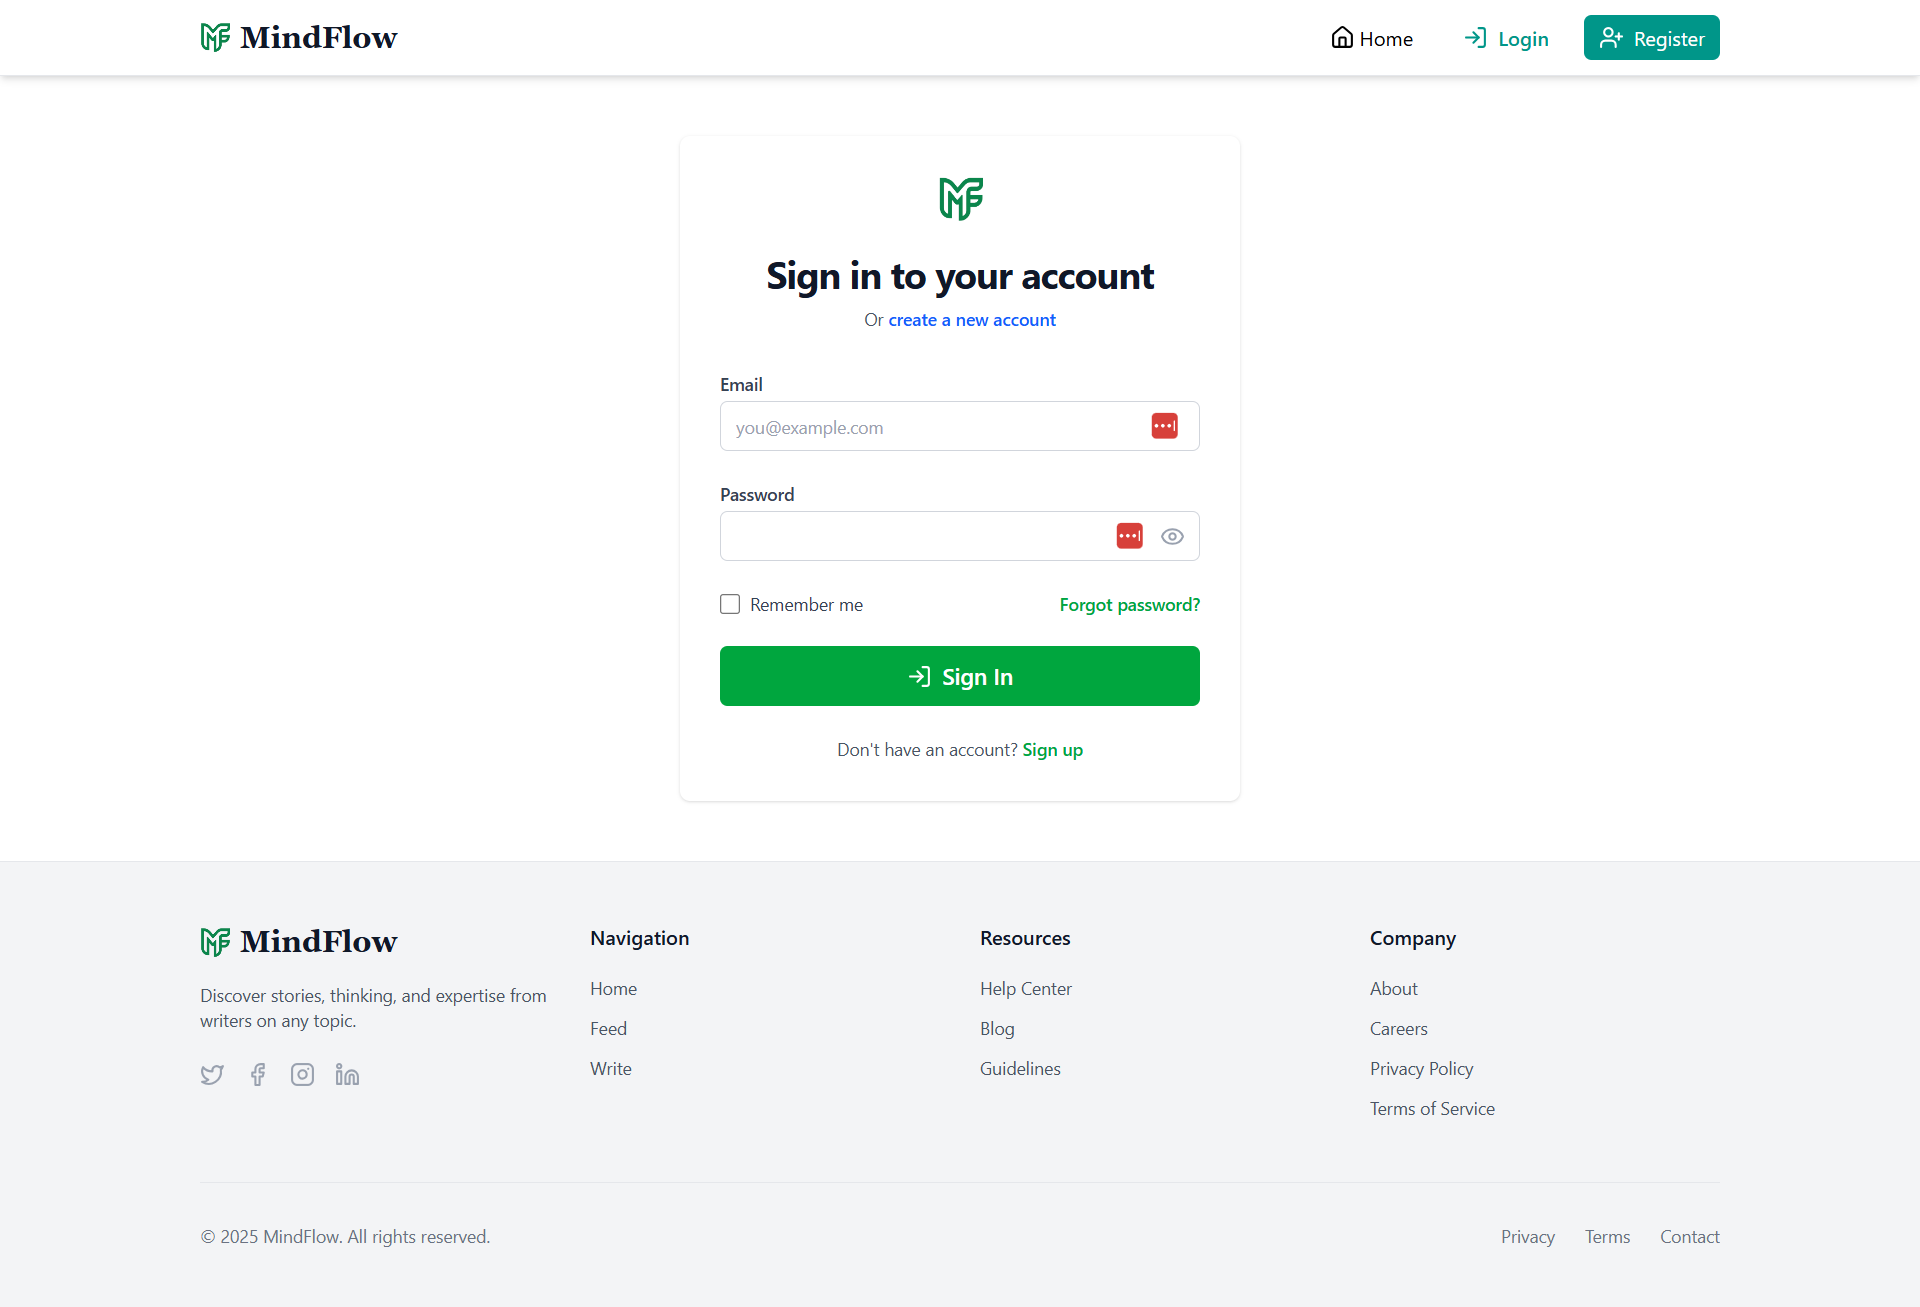 MindFlow
Home
Login
Register
Sign in to your account
Or create a new account
Email
you@example.com
Password
Remember me
Forgot password?
Sign In
Don't have an account? Sign up
MindFlow
Discover stories, thinking, and expertise from
writers on any topic.
Navigation
Home
Feed
Write
Resources
Help Center
Blog
Guidelines
Company
About
Careers
Privacy Policy
Terms of Service
© 2025 MindFlow. All rights reserved.
Privacy
Terms
Contact